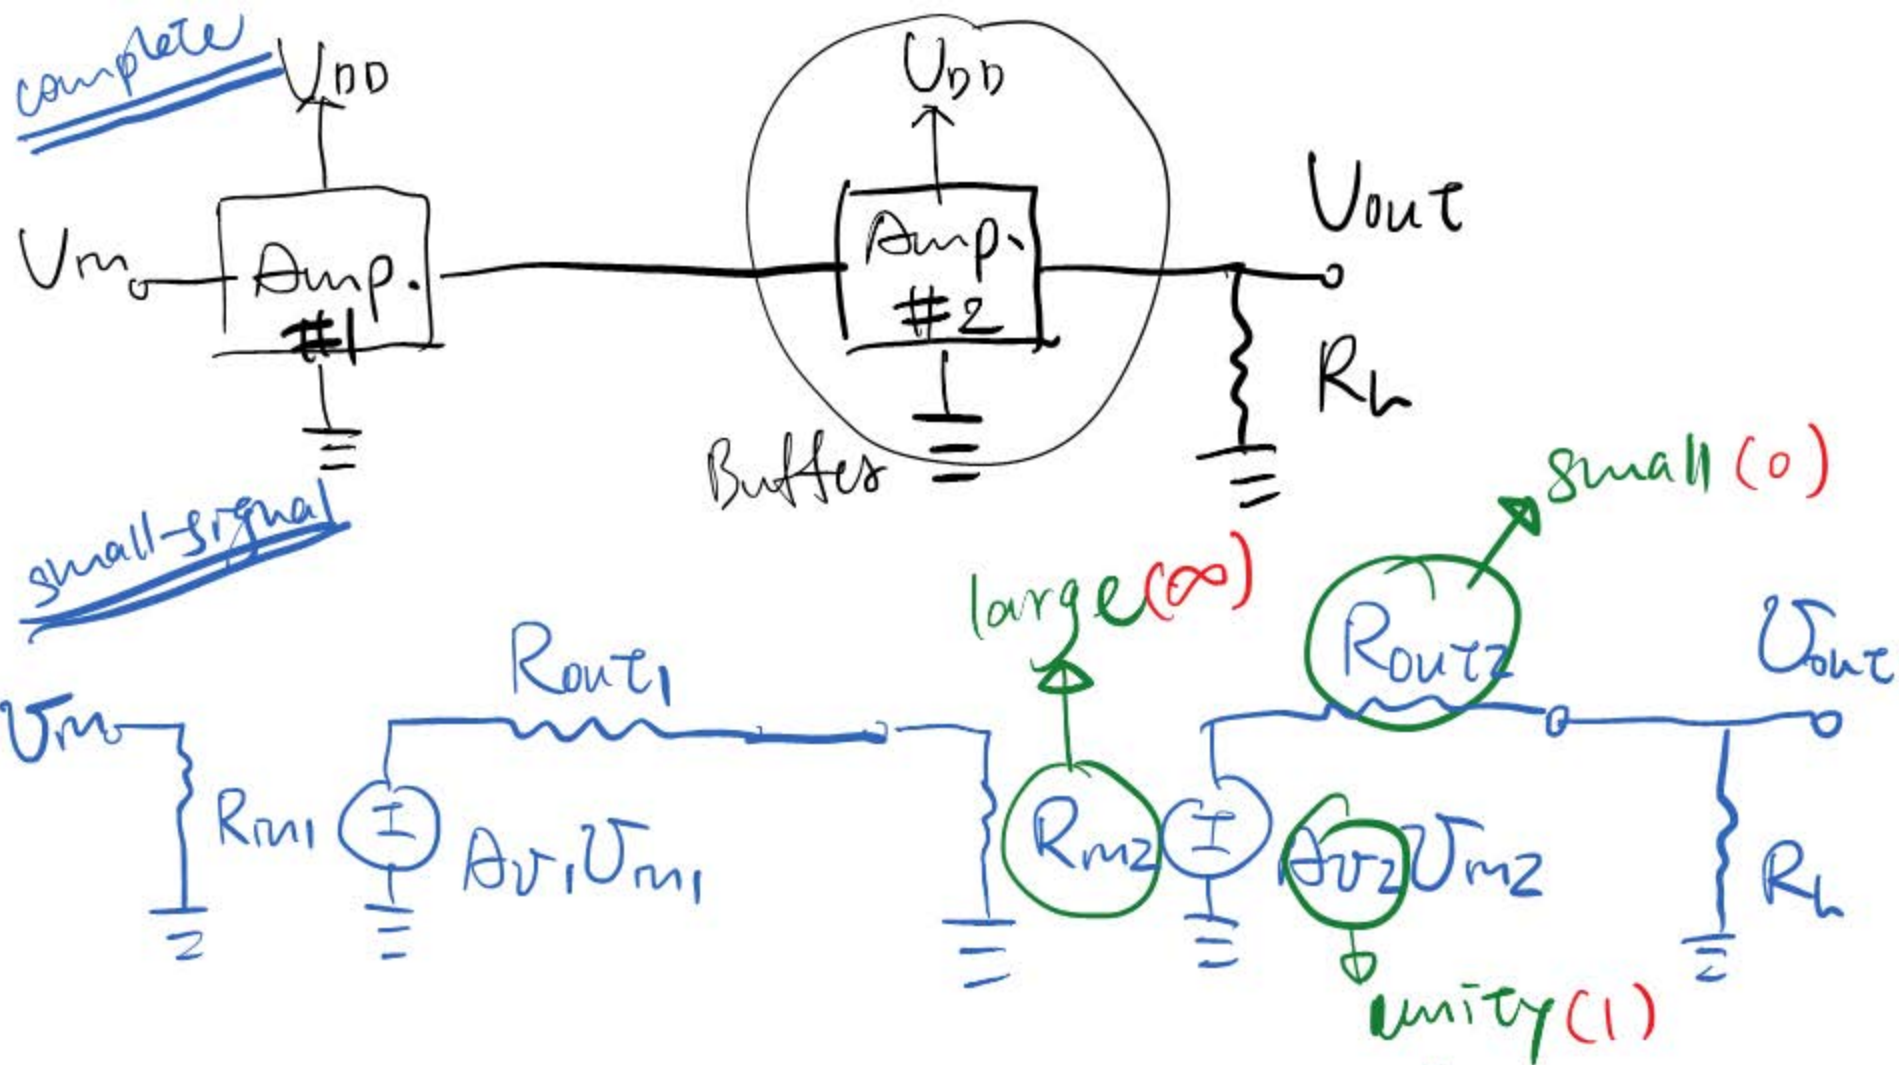 complete
VDD
VDD
Vin
Amp.
#1
Amp.
#2
Vout
RL
Buffer
small-signal
large(∞)
small(0)
Rout1
Rout2
vout
vin
Rin1
Av1vin1
Rin2
Av2vin2
RL
unity(1)